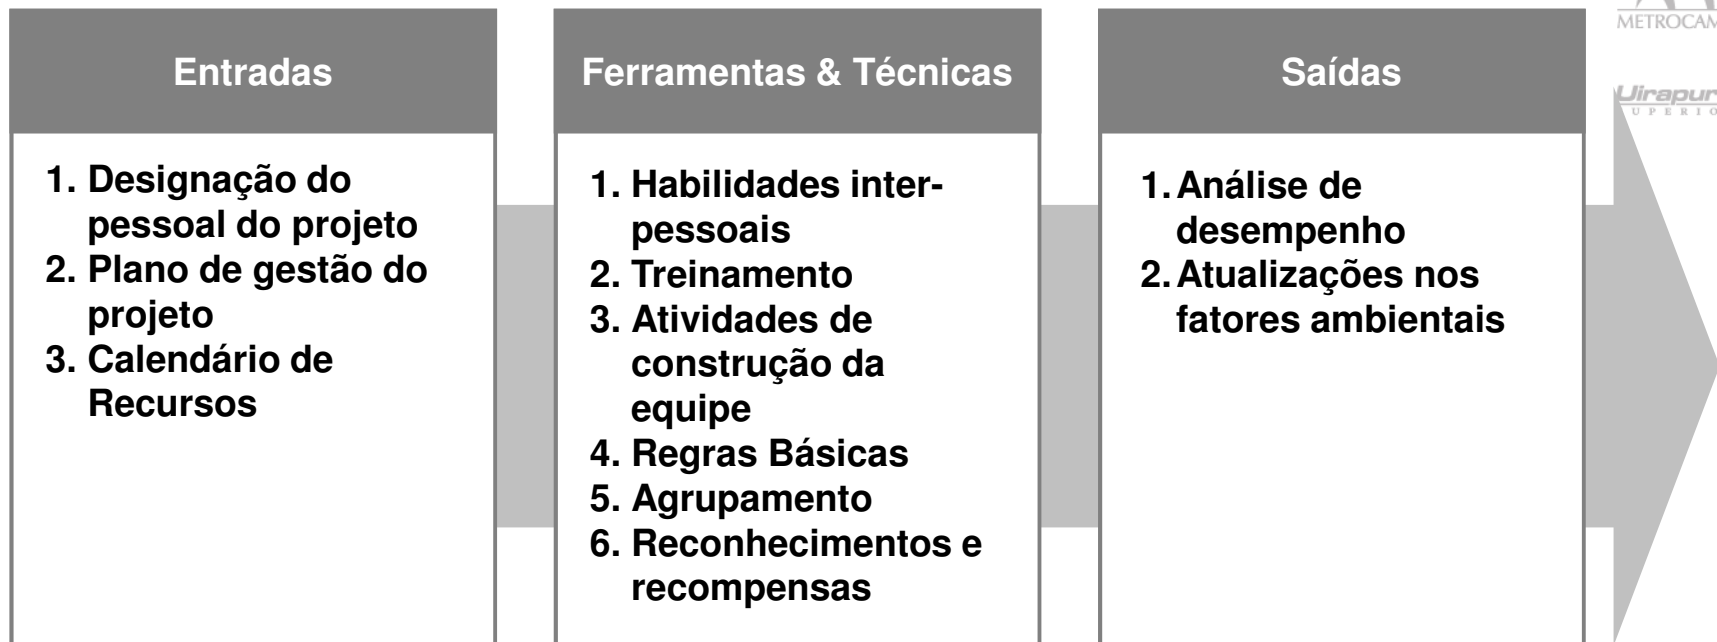 Entradas
1. Designação do
pessoal do projeto
2. Plano de gestão do
projeto
3. Calendário de
Recursos
Ferramentas & Técnicas
1. Habilidades inter-
pessoais
2. Treinamento
3. Atividades de
construção da
equipe
4. Regras Básicas
5. Agrupamento
6. Reconhecimentos e
recompensas
Saídas
1. Análise de
desempenho
2. Atualizações nos
fatores ambientais
METROCAM
Uirapur
UPERIO